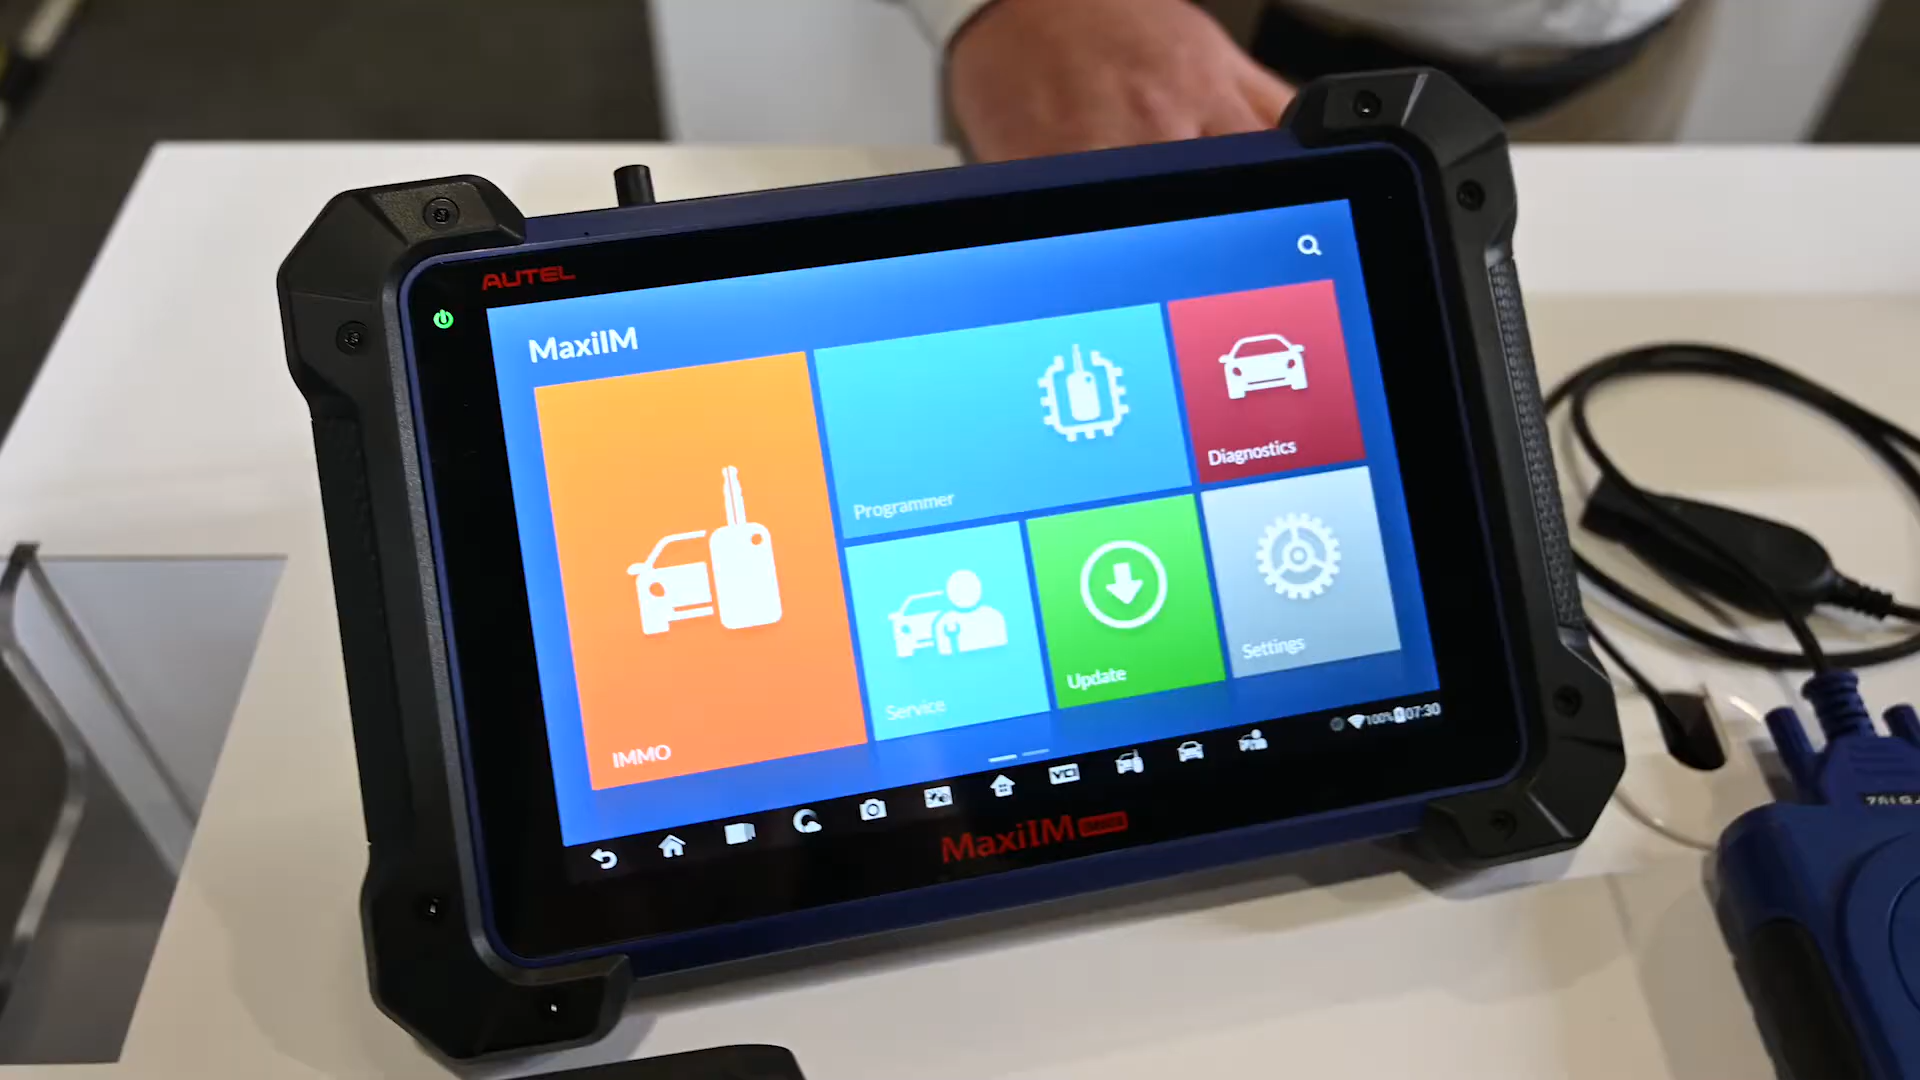 AUTEL
MaxiIM
Programmer
Diagnostics
IMMO
Service
Update
Settings
VCI
100% 07:30
MaxiIM